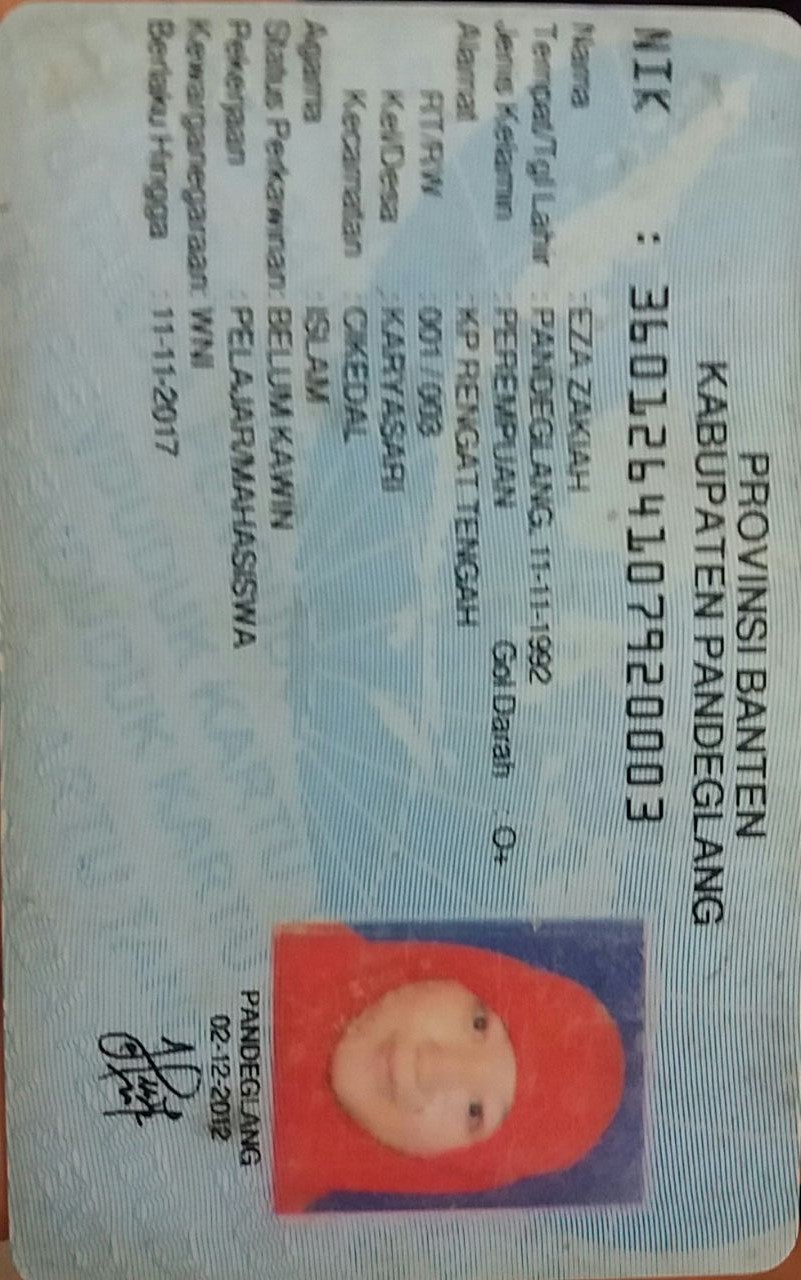 PROVINSI BANTEN
KABUPATEN PANDEGLANG
NIK : 3601264107920003
Nama : EZA ZAKIAH
Tempat/Tgl Lahir : PANDEGLANG, 11-11-1992
Jenis Kelamin : PEREMPUAN Gol Darah : O+
Alamat : KP RENGAT TENGAH
RT/RW : 001 / 003
Kel/Desa : KARYASARI
Kecamatan : CIKEDAL
Agama : ISLAM
Status Perkawinan: BELUM KAWIN
Pekerjaan : PELAJAR/MAHASISWA
Kewarganegaraan: WNI
Berlaku Hingga : 11-11-2017
PANDEGLANG
02-12-2012